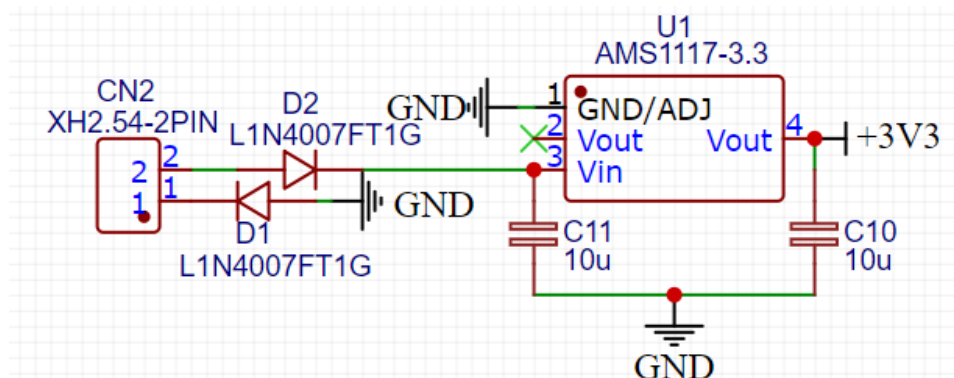 U1
AMS1117-3.3
CN2
XH2.54-2PIN
D2
L1N4007FT1G
GND
1
GND/ADJ
2
Vout
Vout
4
+3V3
3
Vin
2
2
1
1
GND
D1
L1N4007FT1G
C11
10u
C10
10u
GND